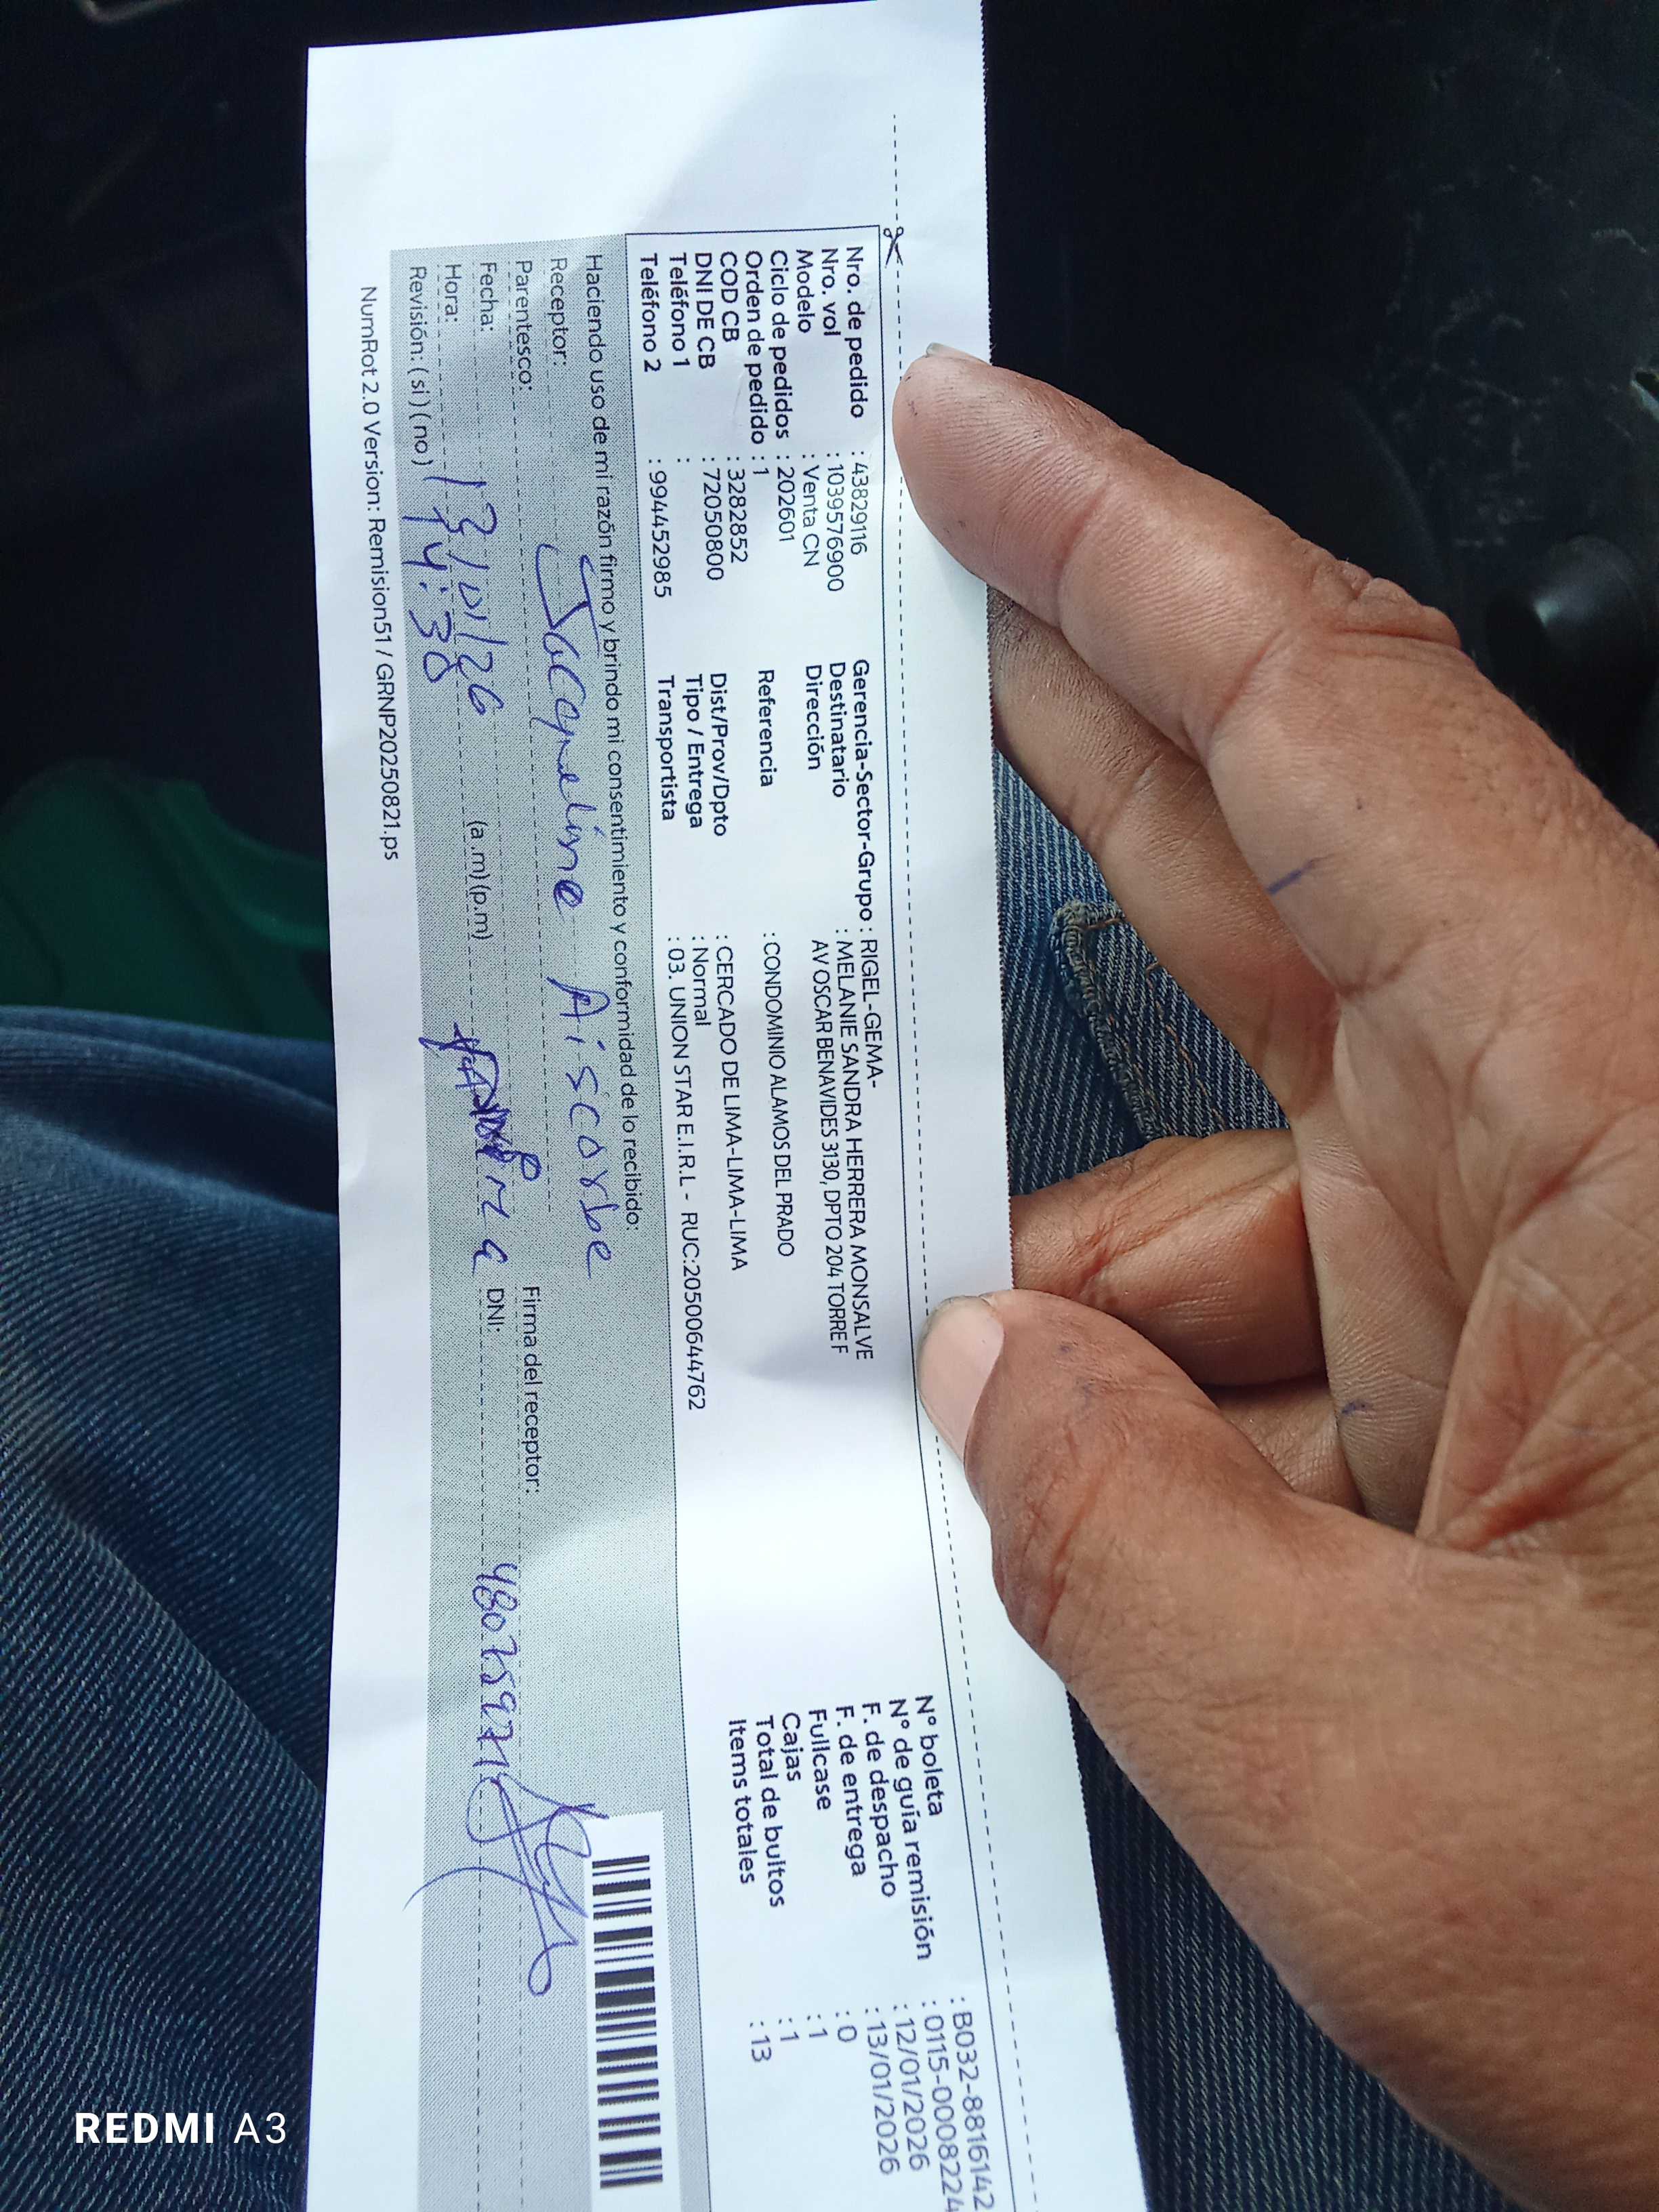 Nro. de pedido : 43829116
Nro. vol : 1039576900
Modelo : Venta CN
Ciclo de pedidos : 202601
Orden de pedido : 1
COD CB : 3282852
DNI DE CB : 72050800
Teléfono 1 :
Teléfono 2 : 994452985
Gerencia-Sector-Grupo : RIGEL-GEMA-
Destinatario : MELANIE SANDRA HERRERA MONSALVE
Dirección AV OSCAR BENAVIDES 3130, DPTO 204 TORRE F
Referencia : CONDOMINIO ALAMOS DEL PRADO
Dist/Prov/Dpto : CERCADO DE LIMA-LIMA-LIMA
Tipo / Entrega : Normal
Transportista : 03. UNION STAR E.I.R.L - RUC:20500644762
N° boleta : B032-8816142
N° de guía remisión : 0115-0008224
F. de despacho : 12/01/2026
F. de entrega : 13/01/2026
Fullcase : 0
Cajas : 1
Total de bultos : 1
Items totales : 13
Haciendo uso de mi razón firmo y brindo mi consentimiento y conformidad de lo recibido:
Receptor: Jacqueline Aiscorbe
Parentesco:
Firma del receptor:
Fecha: 13/01/26
DNI: 48075971
Hora: 14:30 (a.m) (p.m)
Revisión: ( si ) ( no )
NumRot 2.0 Version: Remision51 / GRNP20250821.ps
REDMI A3